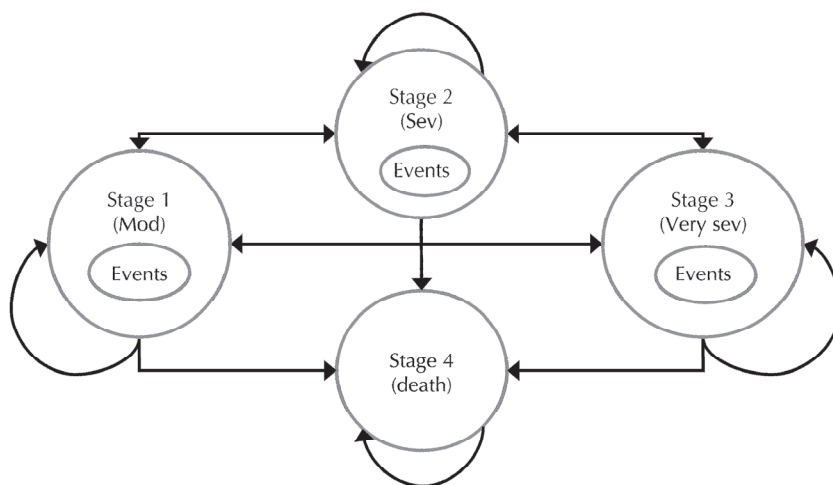 Stage 2
(Sev)
Events
Stage 1
(Mod)
Events
Stage 3
(Very sev)
Events
Stage 4
(death)